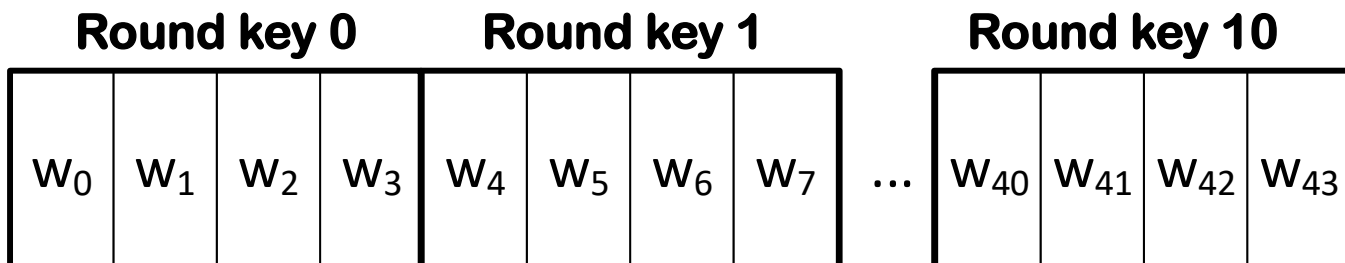 Round key 0 Round key 1 Round key 10
w₀ w₁ w₂ w₃ w₄ w₅ w₆ w₇ ... w₄₀ w₄₁ w₄₂ w₄₃